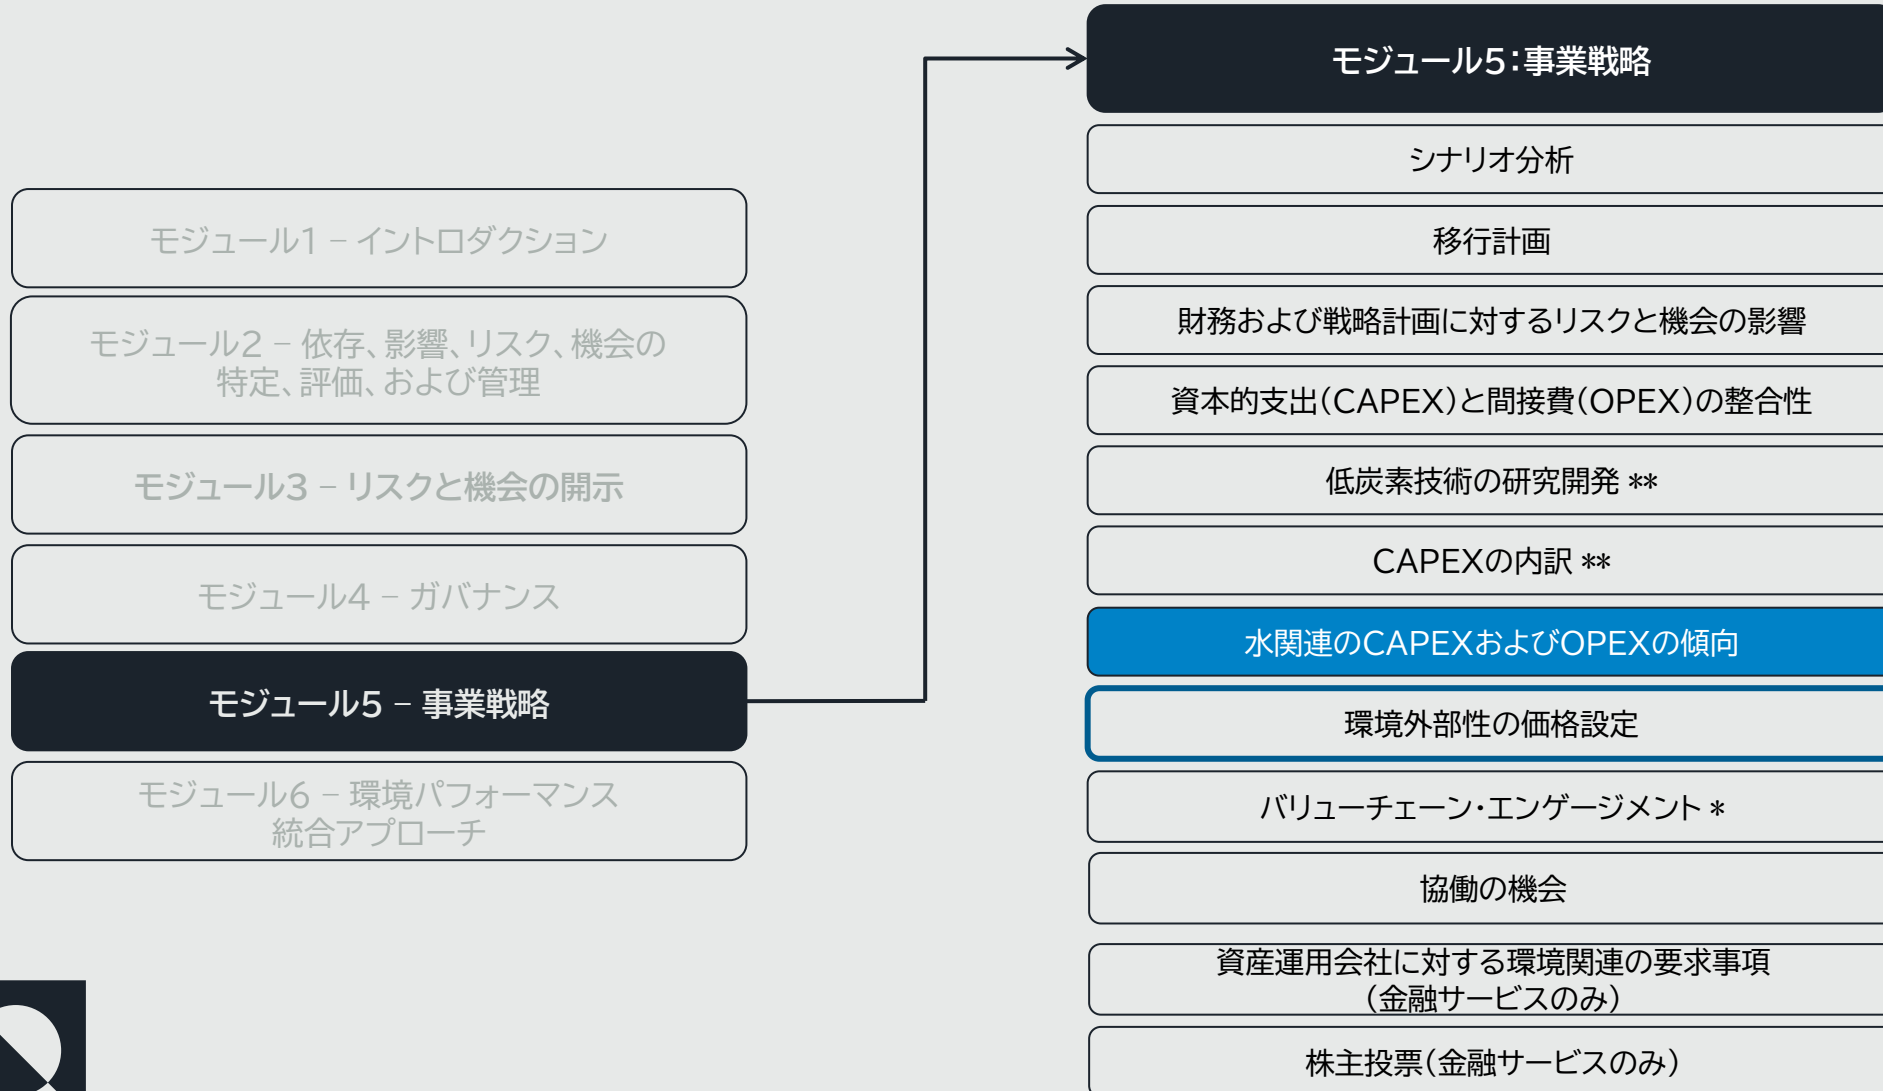 モジュール1 – イントロダクション
モジュール2 – 依存、影響、リスク、機会の
特定、評価、および管理
モジュール3 – リスクと機会の開示
モジュール4 – ガバナンス
モジュール5 – 事業戦略
モジュール6 – 環境パフォーマンス
統合アプローチ
モジュール5：事業戦略
シナリオ分析
移行計画
財務および戦略計画に対するリスクと機会の影響
資本的支出（CAPEX）と間接費（OPEX）の整合性
低炭素技術の研究開発 **
CAPEXの内訳 **
水関連のCAPEXおよびOPEXの傾向
環境外部性の価格設定
バリューチェーン・エンゲージメント *
協働の機会
資産運用会社に対する環境関連の要求事項
（金融サービスのみ）
株主投票（金融サービスのみ）